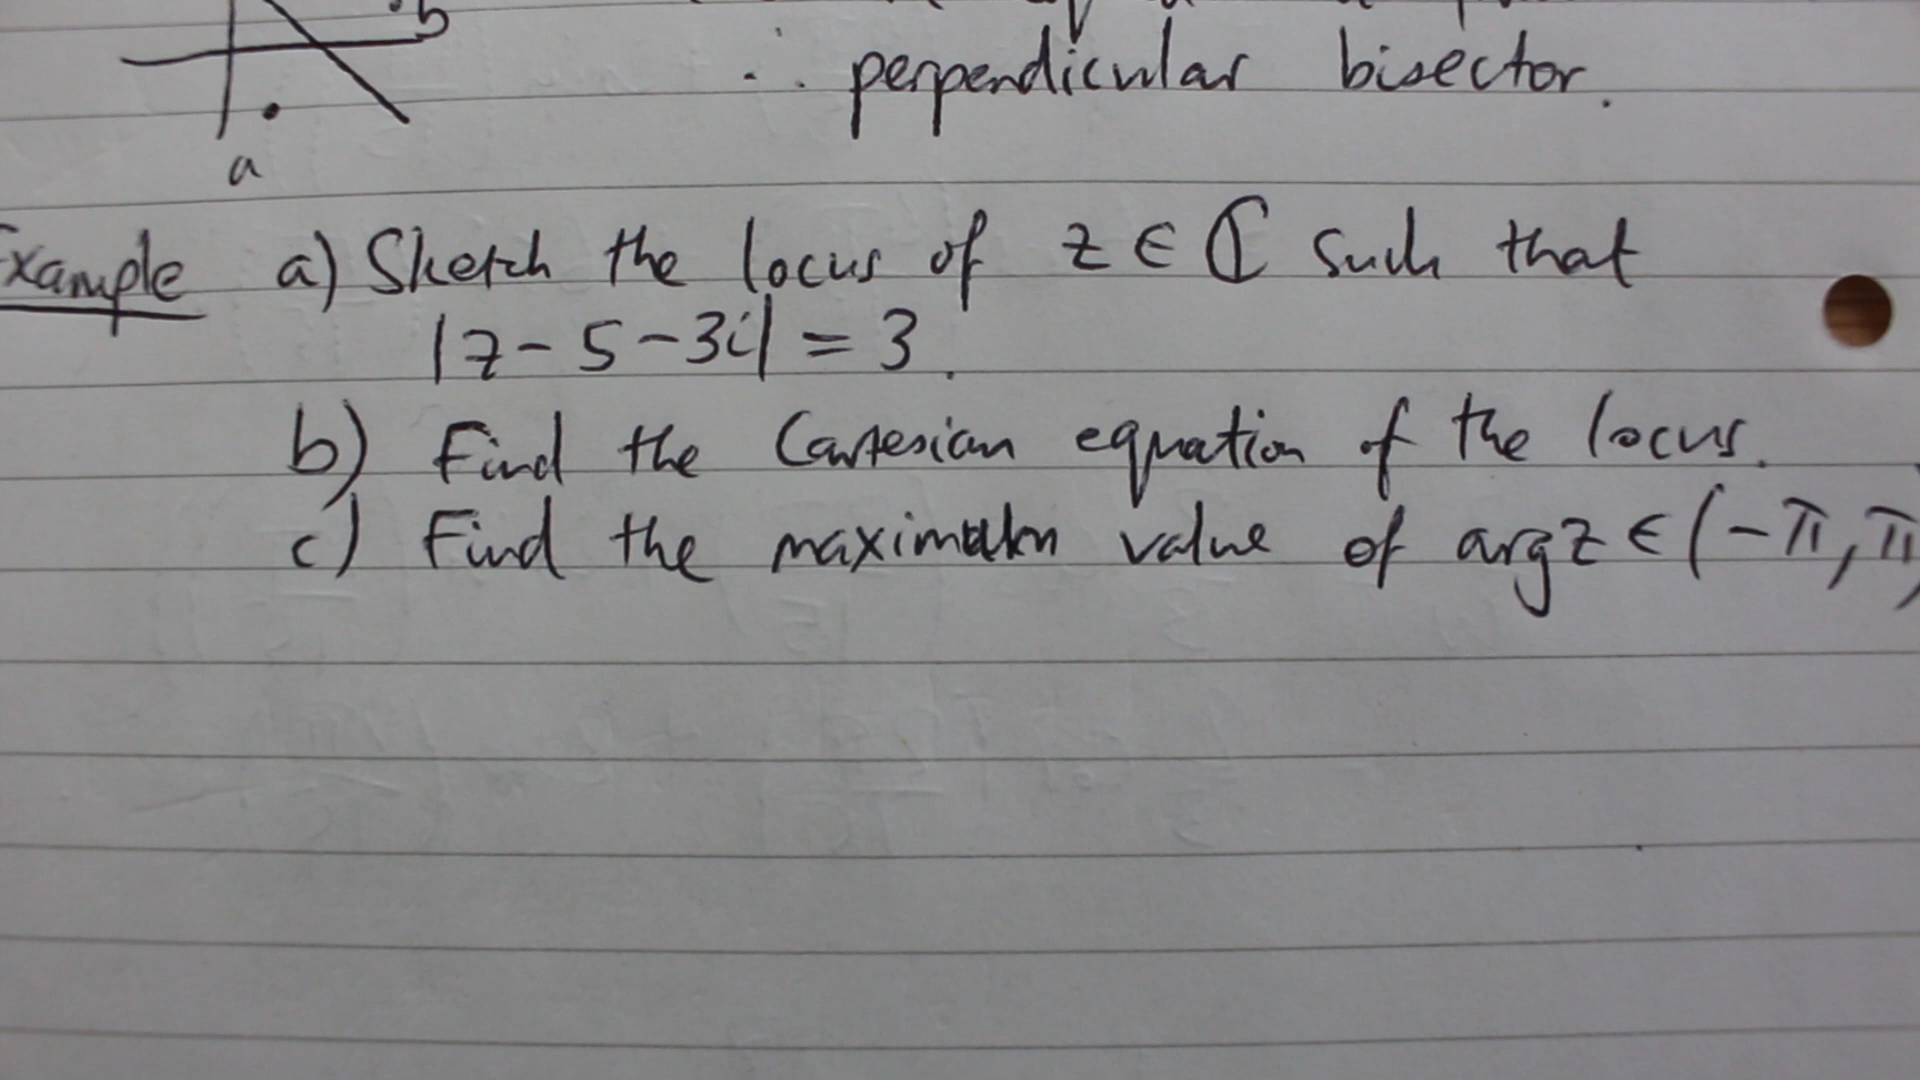 b
∴ perpendicular bisector.
a
Example a) Sketch the locus of z ∈ ℂ such that
|z - 5 - 3i| = 3.
b) Find the Cartesian equation of the locus.
c) Find the maximum value of arg z ∈ (-π, π